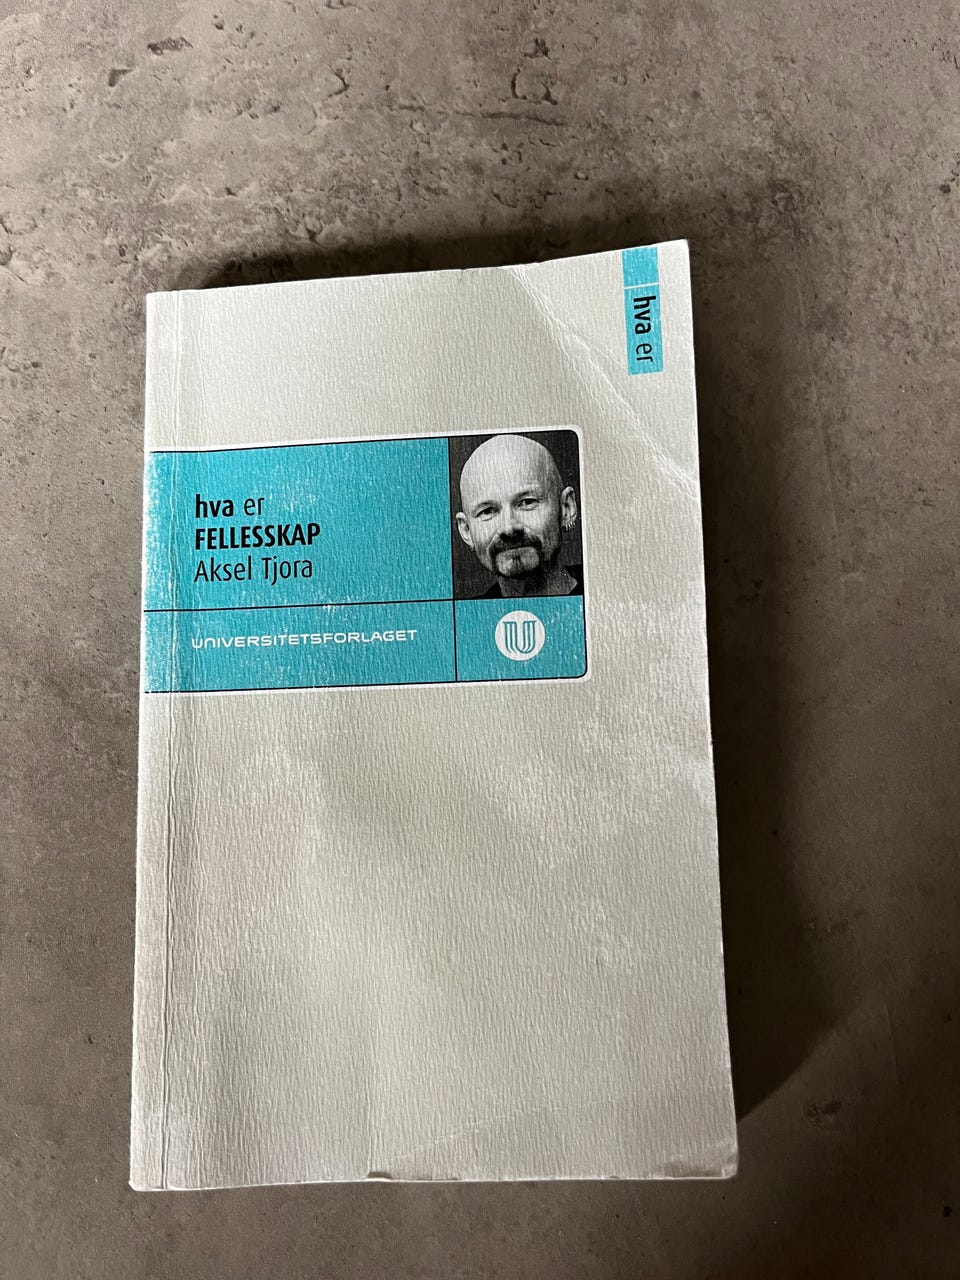 hva er
hva er
FELLESSKAP
Aksel Tjora
UNIVERSITETSFORLAGET